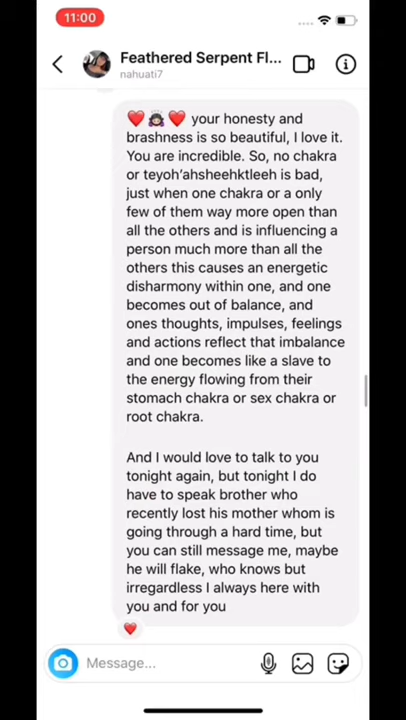 11:00
Feathered Serpent Fl...
nahuati7
❤️🙇🏻‍♀️❤️ your honesty and
brashness is so beautiful, I love it.
You are incredible. So, no chakra
or teyoh’ahsheehktleeh is bad,
just when one chakra or a only
few of them way more open than
all the others and is influencing a
person much more than all the
others this causes an energetic
disharmony within one, and one
becomes out of balance, and
ones thoughts, impulses, feelings
and actions reflect that imbalance
and one becomes like a slave to
the energy flowing from their
stomach chakra or sex chakra or
root chakra.
And I would love to talk to you
tonight again, but tonight I do
have to speak brother who
recently lost his mother whom is
going through a hard time, but
you can still message me, maybe
he will flake, who knows but
irregardless I always here with
you and for you
❤️
Message...